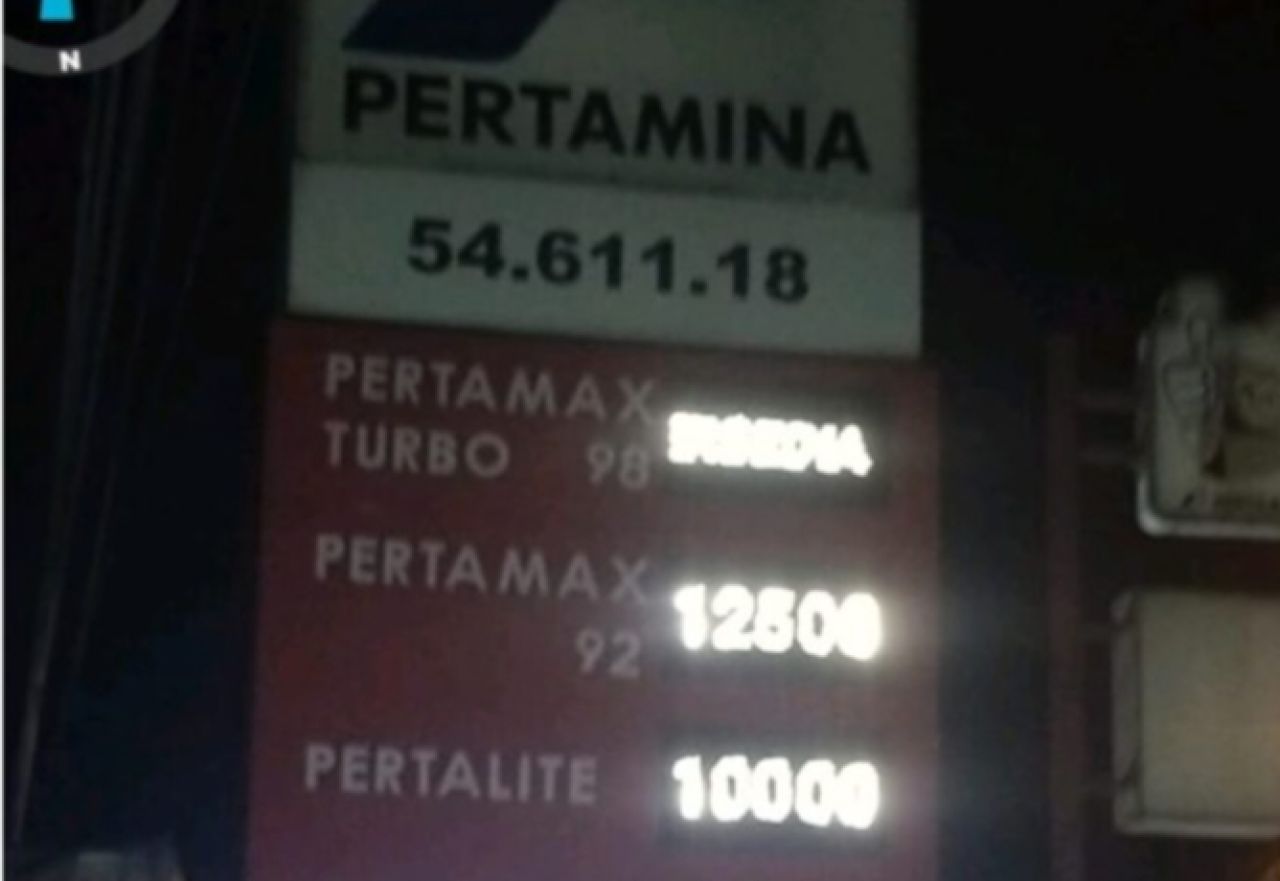 N
PERTAMINA
54.611.18
PERTAMAX
TURBO 98
PERTAMAX 12500
92
PERTALITE 10000